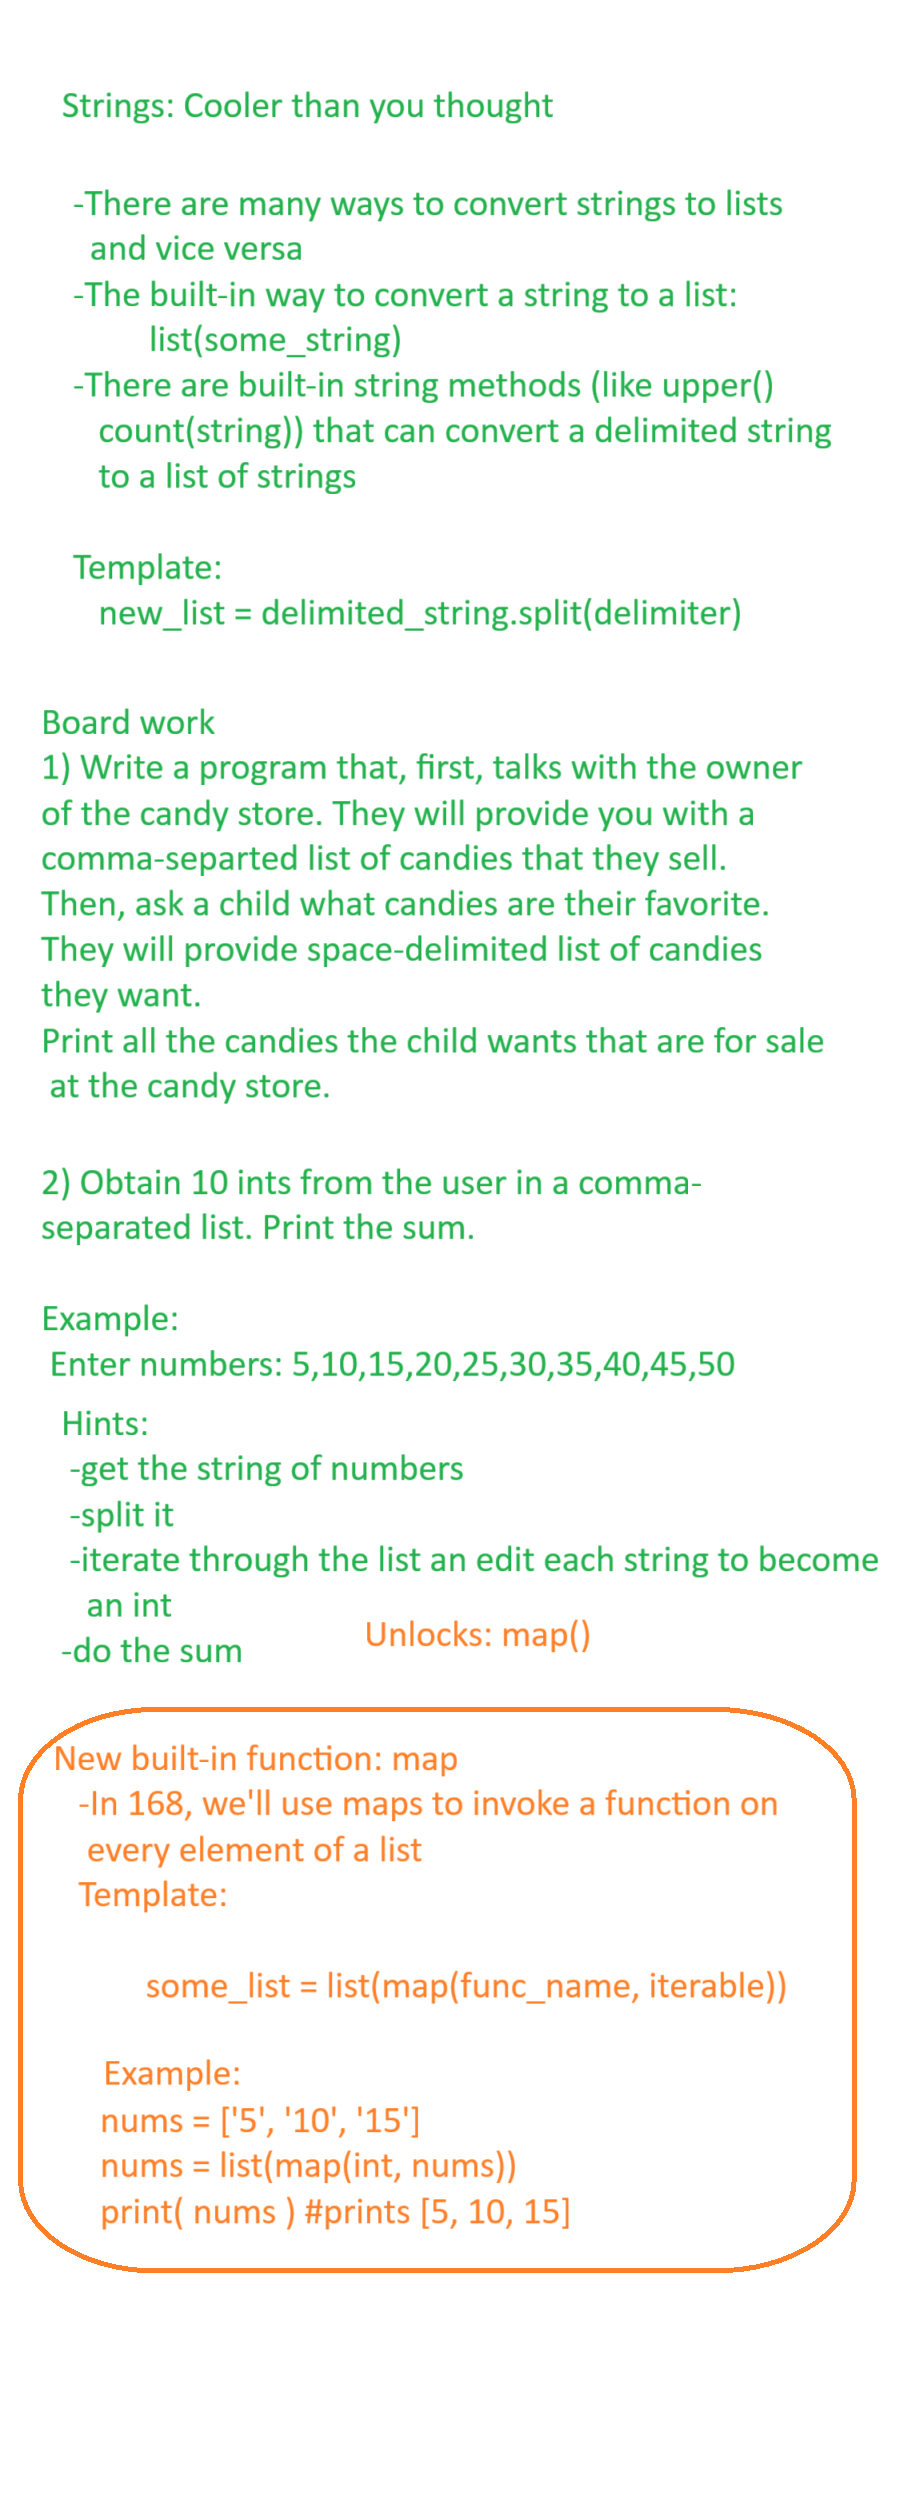 Strings: Cooler than you thought
-There are many ways to convert strings to lists
and vice versa
-The built-in way to convert a string to a list:
list(some_string)
-There are built-in string methods (like upper()
count(string)) that can convert a delimited string
to a list of strings
Template:
new_list = delimited_string.split(delimiter)
Board work
1) Write a program that, first, talks with the owner
of the candy store. They will provide you with a
comma-separted list of candies that they sell.
Then, ask a child what candies are their favorite.
They will provide space-delimited list of candies
they want.
Print all the candies the child wants that are for sale
at the candy store.
2) Obtain 10 ints from the user in a comma-
separated list. Print the sum.
Example:
Enter numbers: 5,10,15,20,25,30,35,40,45,50
Hints:
-get the string of numbers
-split it
-iterate through the list an edit each string to become
an int
-do the sum
Unlocks: map()
New built-in function: map
-In 168, we'll use maps to invoke a function on
every element of a list
Template:
some_list = list(map(func_name, iterable))
Example:
nums = ['5', '10', '15']
nums = list(map(int, nums))
print( nums ) #prints [5, 10, 15]